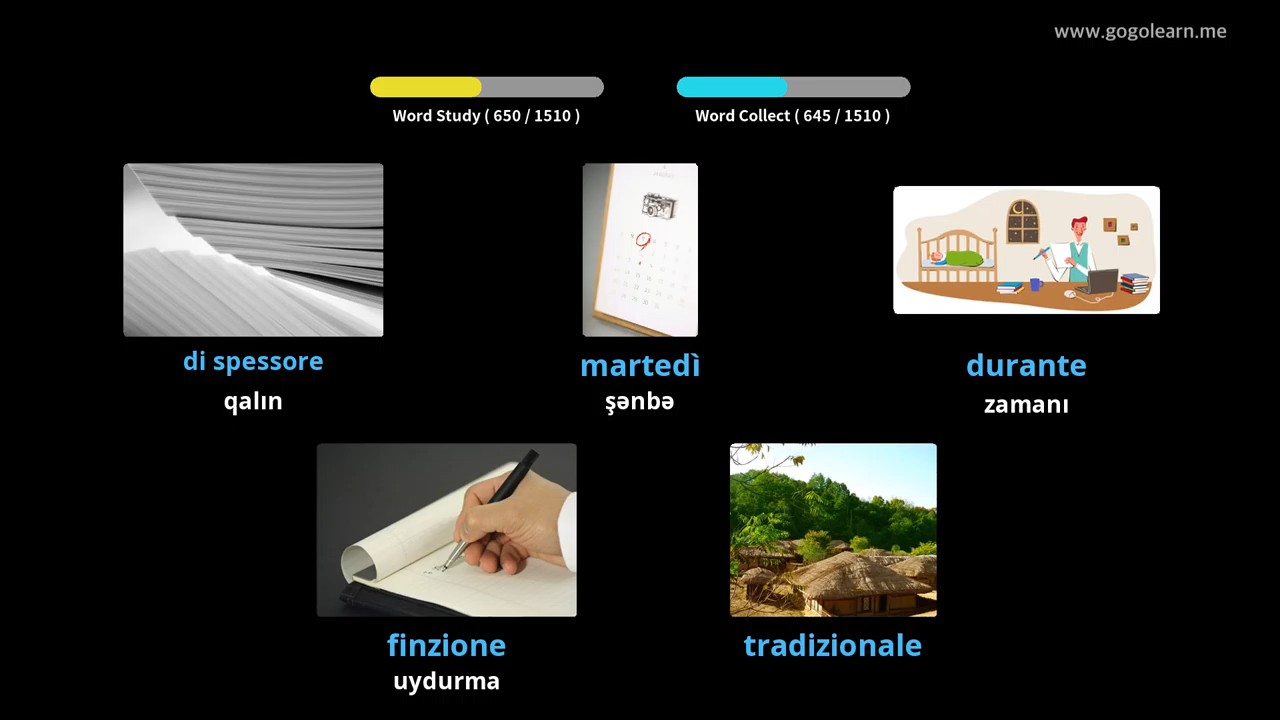 www.gogolearn.me
Word Study ( 650 / 1510 )
Word Collect ( 645 / 1510 )
di spessore
qalın
martedì
şənbə
durante
zamanı
finzione
uydurma
tradizionale